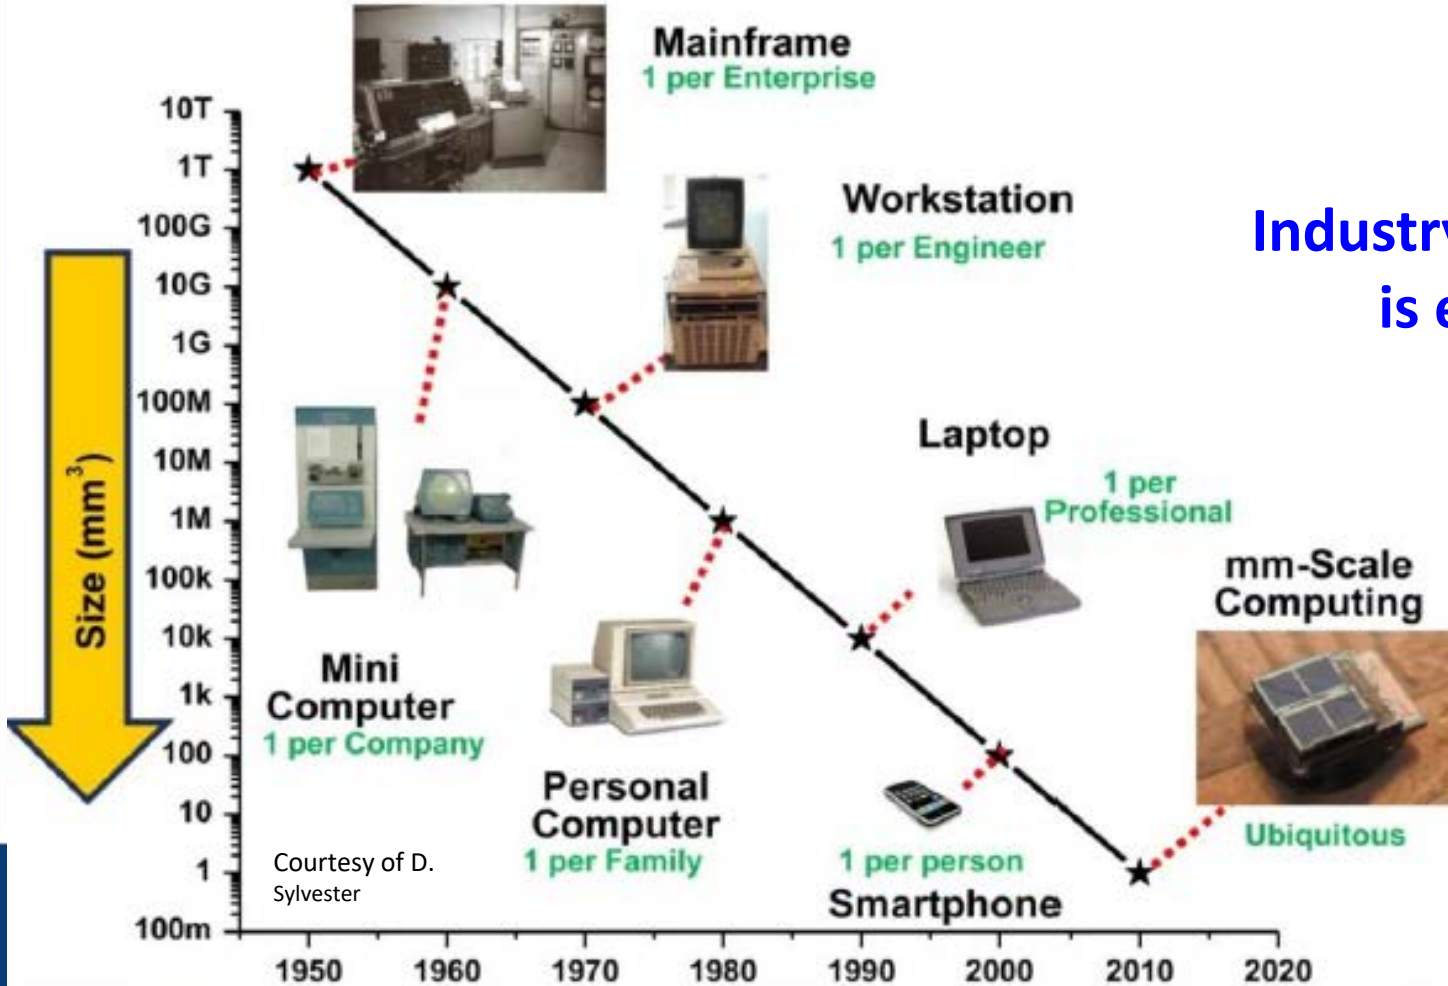 Mainframe
1 per Enterprise
Workstation
1 per Engineer
Industry
is e
Laptop
1 per
Professional
mm-Scale
Computing
Ubiquitous
Mini
Computer
1 per Company
Personal
Computer
1 per Family
1 per person
Smartphone
Courtesy of D.
Sylvester
Size (mm³)
10T
1T
100G
10G
1G
100M
10M
1M
100k
10k
1k
100
10
1
100m
1950 1960 1970 1980 1990 2000 2010 2020